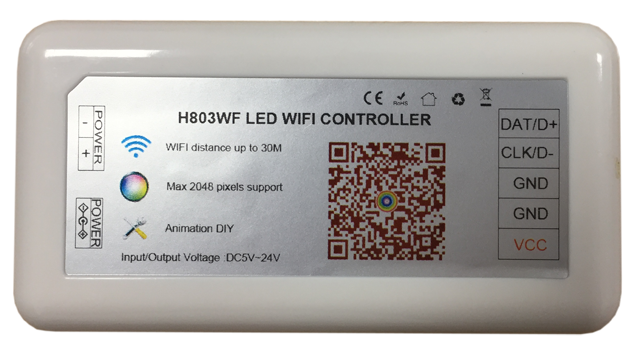 CE RoHS
H803WF LED WIFI CONTROLLER
POWER
- +
WIFI distance up to 30M
Max 2048 pixels support
POWER
Animation DIY
Input/Output Voltage :DC5V~24V
DAT/D+
CLK/D-
GND
GND
VCC